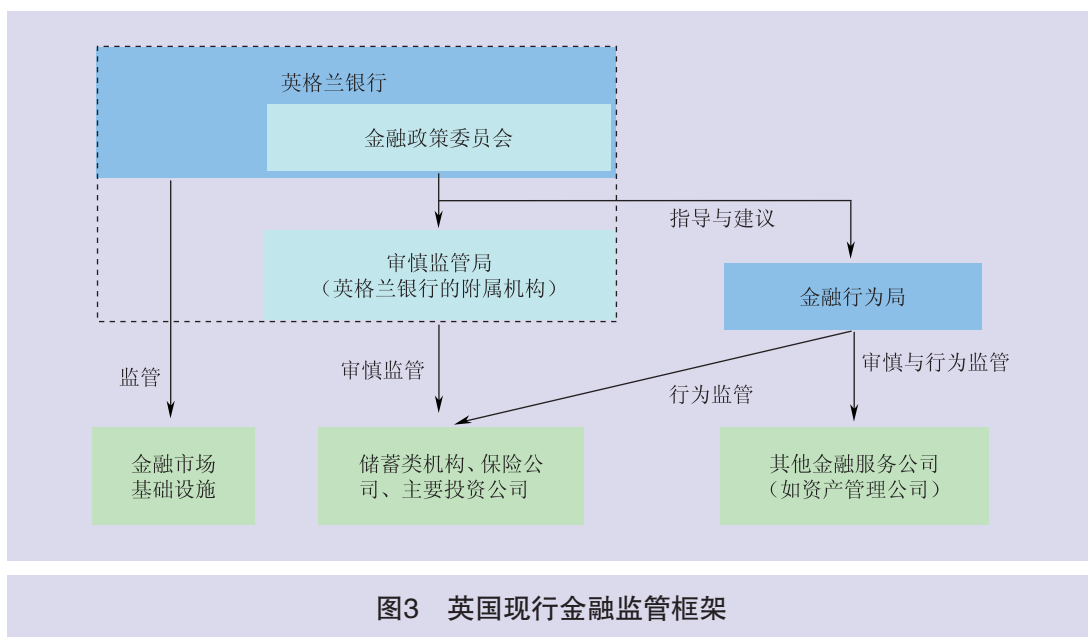 英格兰银行
金融政策委员会
指导与建议
审慎监管局
（英格兰银行的附属机构）
金融行为局
监管
审慎监管
行为监管
审慎与行为监管
金融市场
基础设施
储蓄类机构、保险公
司、主要投资公司
其他金融服务公司
（如资产管理公司）
图3 英国现行金融监管框架